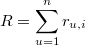 R = \sum_{u=1}^{n} r_{u,i}